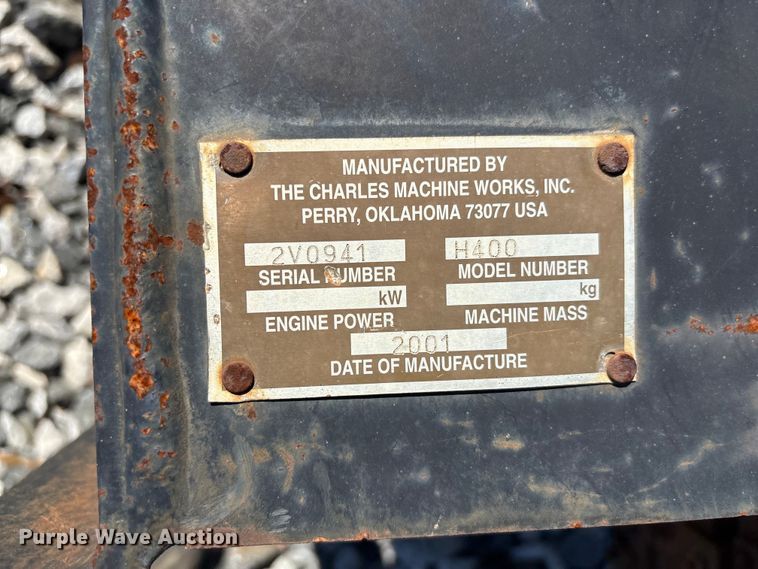 MANUFACTURED BY
THE CHARLES MACHINE WORKS, INC.
PERRY, OKLAHOMA 73077 USA
2V0941 H400
SERIAL NUMBER MODEL NUMBER
kW kg
ENGINE POWER MACHINE MASS
2001
DATE OF MANUFACTURE
Purple Wave Auction